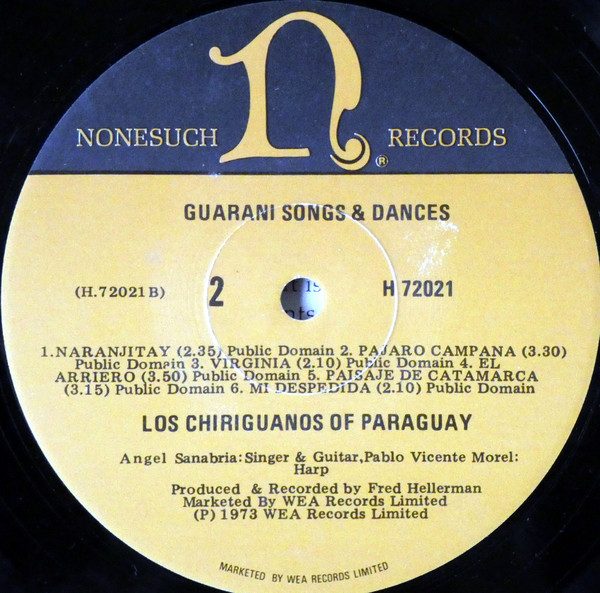 n
NONESUCH RECORDS
®
GUARANI SONGS & DANCES
(H.72021B) 2 H 72021
1.NARANJITAY (2.35) Public Domain 2. PAJARO CAMPANA (3.30)
Public Domain 3. VIRGINIA (2.10) Public Domain 4. EL
ARRIERO (3.50) Public Domain 5. PAISAJE DE CATAMARCA
(3.15) Public Domain 6. MI DESPEDIDA (2.10) Public Domain
LOS CHIRIGUANOS OF PARAGUAY
Angel Sanabria:Singer & Guitar,Pablo Vicente Morel:
Harp
Produced & Recorded by Fred Hellerman
Marketed By WEA Records Limited
(P) 1973 WEA Records Limited
MARKETED BY WEA RECORDS LIMITED